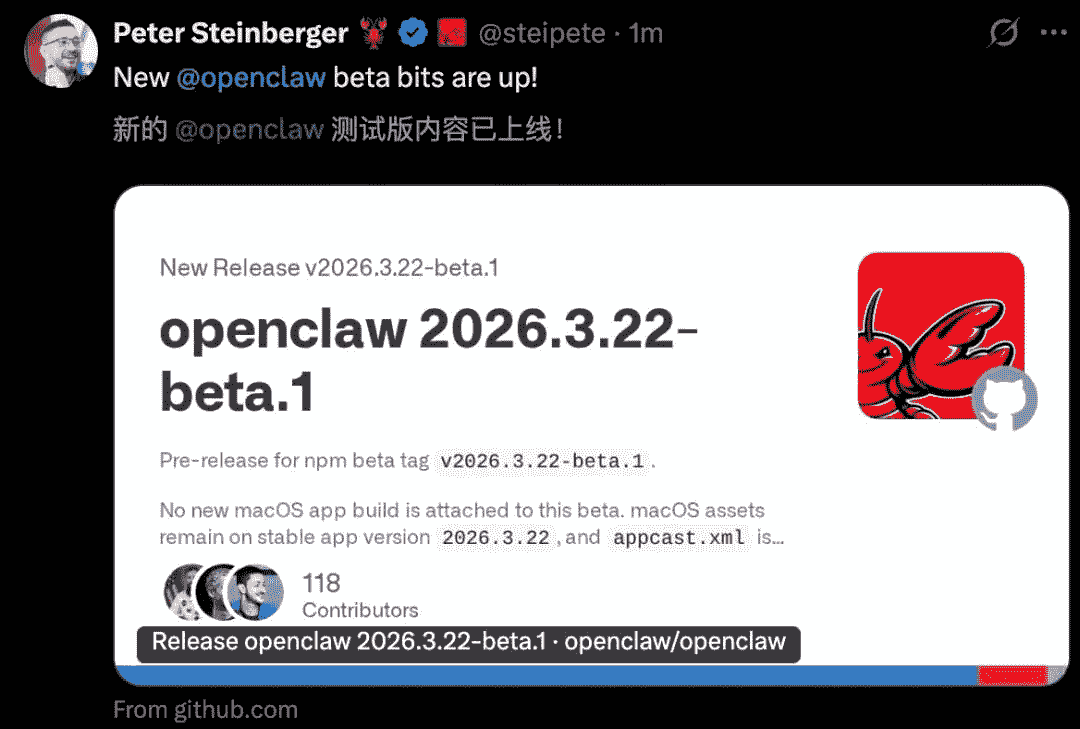 Peter Steinberger @steipete · 1m
New @openclaw beta bits are up!
新的 @openclaw 测试版内容已上线！
New Release v2026.3.22-beta.1
openclaw 2026.3.22-
beta.1
Pre-release for npm beta tag v2026.3.22-beta.1 .
No new macOS app build is attached to this beta. macOS assets
remain on stable app version 2026.3.22 , and appcast.xml is...
118
Contributors
Release openclaw 2026.3.22-beta.1 · openclaw/openclaw
From github.com